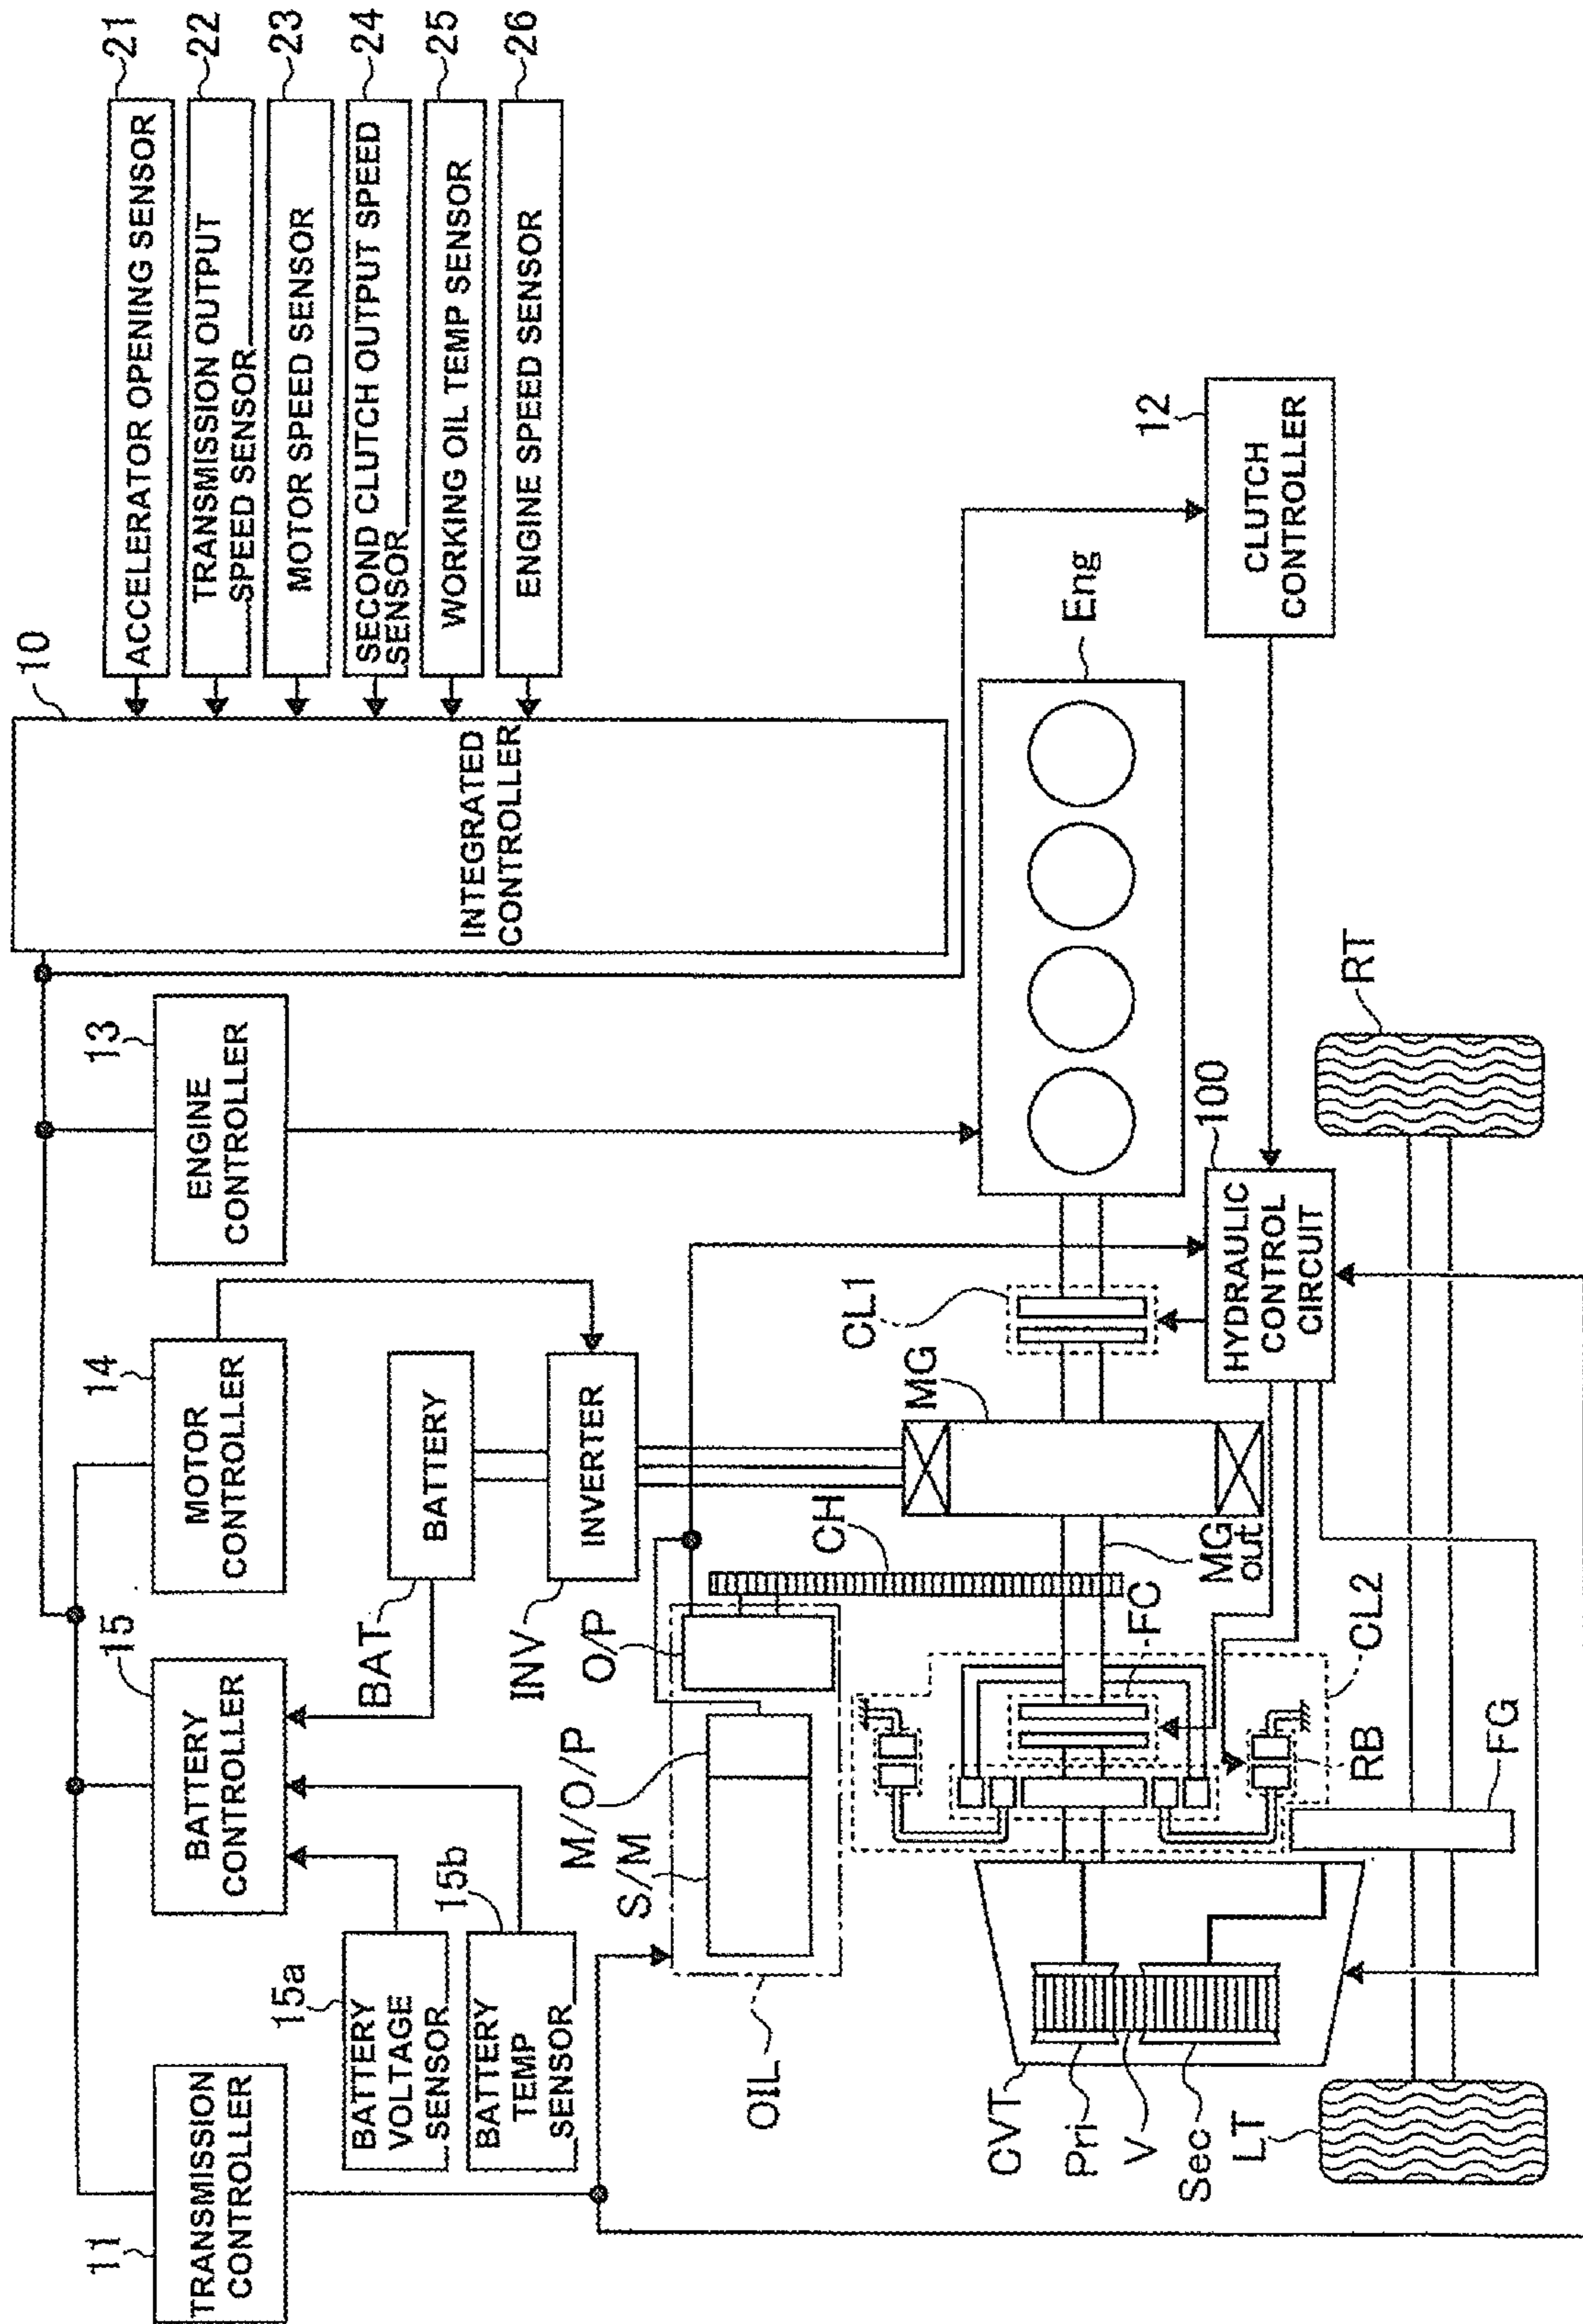 11
TRANSMISSION
CONTROLLER
15a
BATTERY
VOLTAGE
SENSOR
15b
BATTERY
TEMP
SENSOR
15
BATTERY
CONTROLLER
14
MOTOR
CONTROLLER
13
ENGINE
CONTROLLER
10
INTEGRATED
CONTROLLER
ACCELERATOR OPENING SENSOR
21
TRANSMISSION OUTPUT
SPEED SENSOR
22
MOTOR SPEED SENSOR
23
SECOND CLUTCH OUTPUT SPEED
SENSOR
24
WORKING OIL TEMP SENSOR
25
ENGINE SPEED SENSOR
26
BAT
BATTERY
INV
INVERTER
O/P
M/O/P
S/M
OIL
CH
MG
CL1
Eng
12
CLUTCH
CONTROLLER
CVT
Pri
V
Sec
LT
FC
MG
out
100
HYDRAULIC
CONTROL
CIRCUIT
CL2
RB
FG
RT